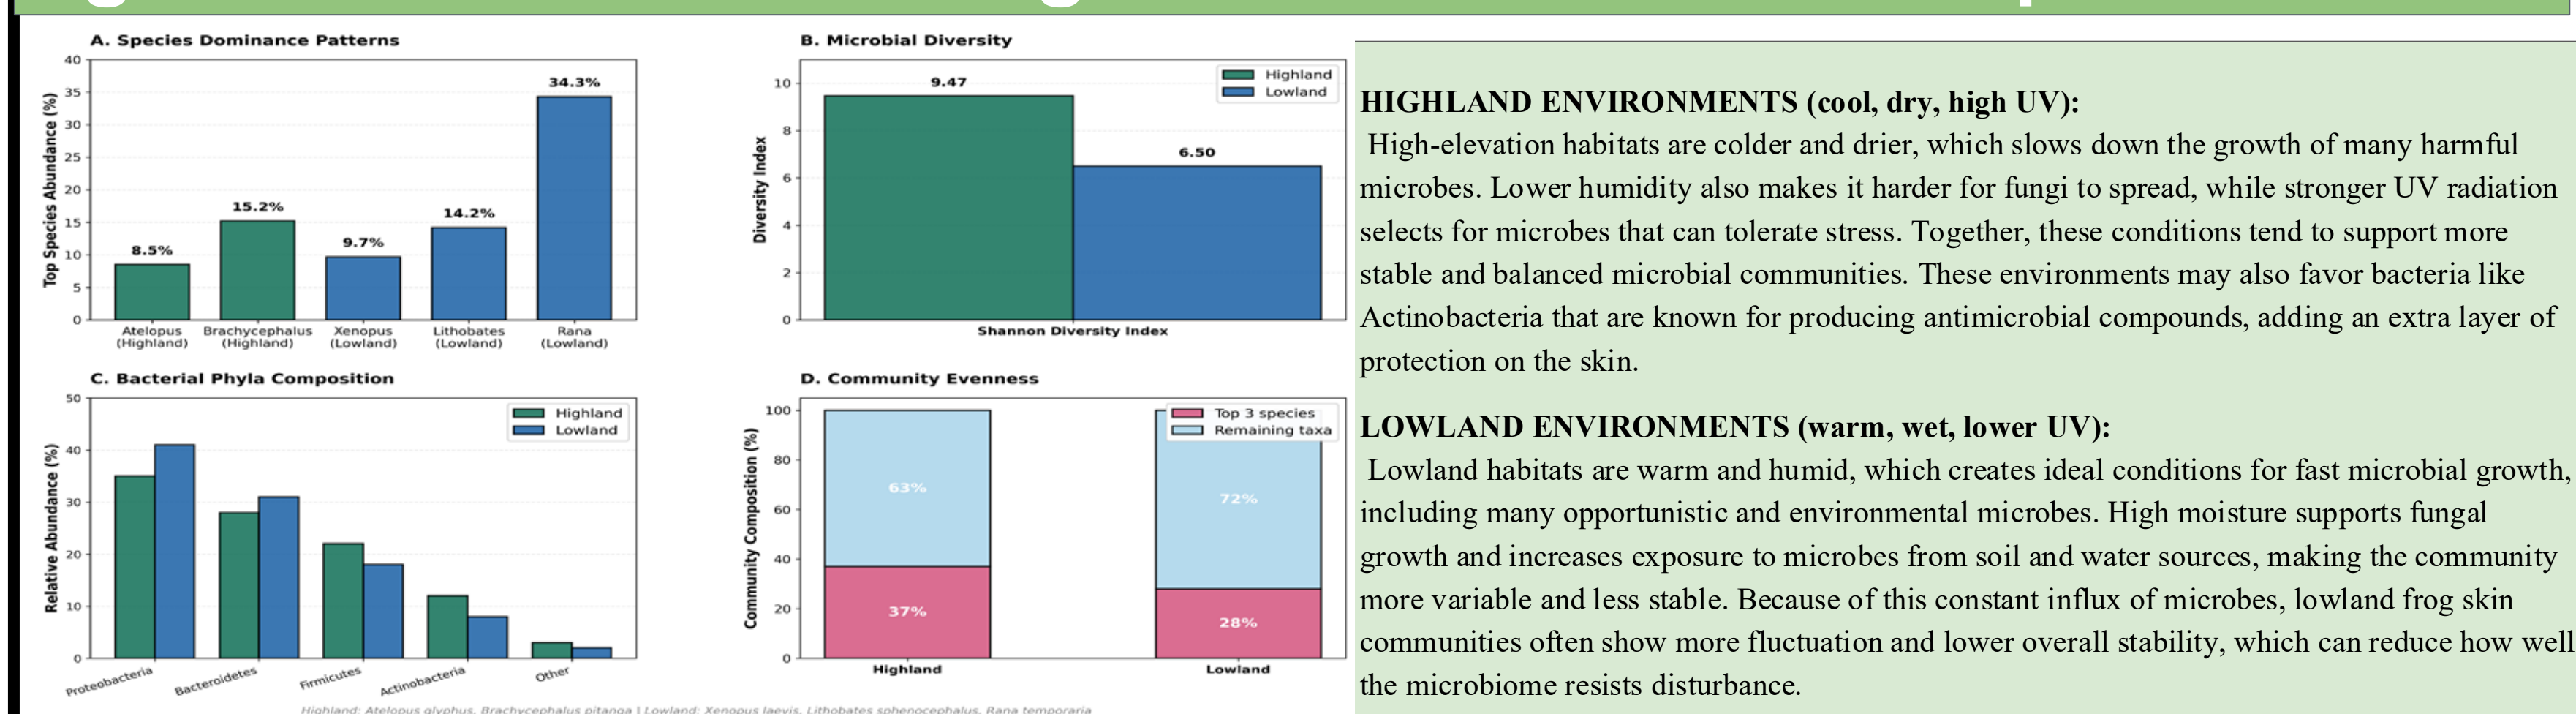 A. Species Dominance Patterns
Top Species Abundance (%)
40
35
30
25
20
15
10
5
0
8.5%
15.2%
9.7%
14.2%
34.3%
Atelopus
(Highland)
Brachycephalus
(Highland)
Xenopus
(Lowland)
Lithobates
(Lowland)
Rana
(Lowland)
B. Microbial Diversity
Diversity Index
10
8
6
4
2
0
9.47
6.50
Highland
Lowland
Shannon Diversity Index
C. Bacterial Phyla Composition
Relative Abundance (%)
50
40
30
20
10
0
Highland
Lowland
Proteobacteria
Bacteroidetes
Firmicutes
Actinobacteria
Other
D. Community Evenness
Community Composition (%)
100
80
60
40
20
0
Top 3 species
Remaining taxa
63%
37%
72%
28%
Highland
Lowland
Highland: Atelopus glyphus, Brachycephalus pitanga | Lowland: Xenopus laevis, Lithobates sphenocephalus, Rana temporaria
HIGHLAND ENVIRONMENTS (cool, dry, high UV):
High-elevation habitats are colder and drier, which slows down the growth of many harmful
microbes. Lower humidity also makes it harder for fungi to spread, while stronger UV radiation
selects for microbes that can tolerate stress. Together, these conditions tend to support more
stable and balanced microbial communities. These environments may also favor bacteria like
Actinobacteria that are known for producing antimicrobial compounds, adding an extra layer of
protection on the skin.
LOWLAND ENVIRONMENTS (warm, wet, lower UV):
Lowland habitats are warm and humid, which creates ideal conditions for fast microbial growth,
including many opportunistic and environmental microbes. High moisture supports fungal
growth and increases exposure to microbes from soil and water sources, making the community
more variable and less stable. Because of this constant influx of microbes, lowland frog skin
communities often show more fluctuation and lower overall stability, which can reduce how well
the microbiome resists disturbance.